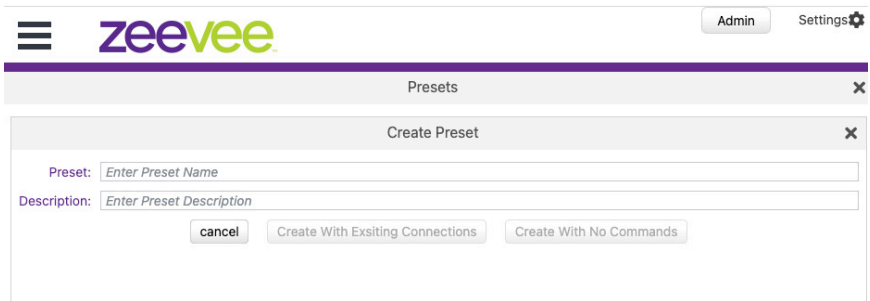 zeevee
Admin
Settings
Presets
Create Preset
Preset: Enter Preset Name
Description: Enter Preset Description
cancel Create With Exsiting Connections Create With No Commands